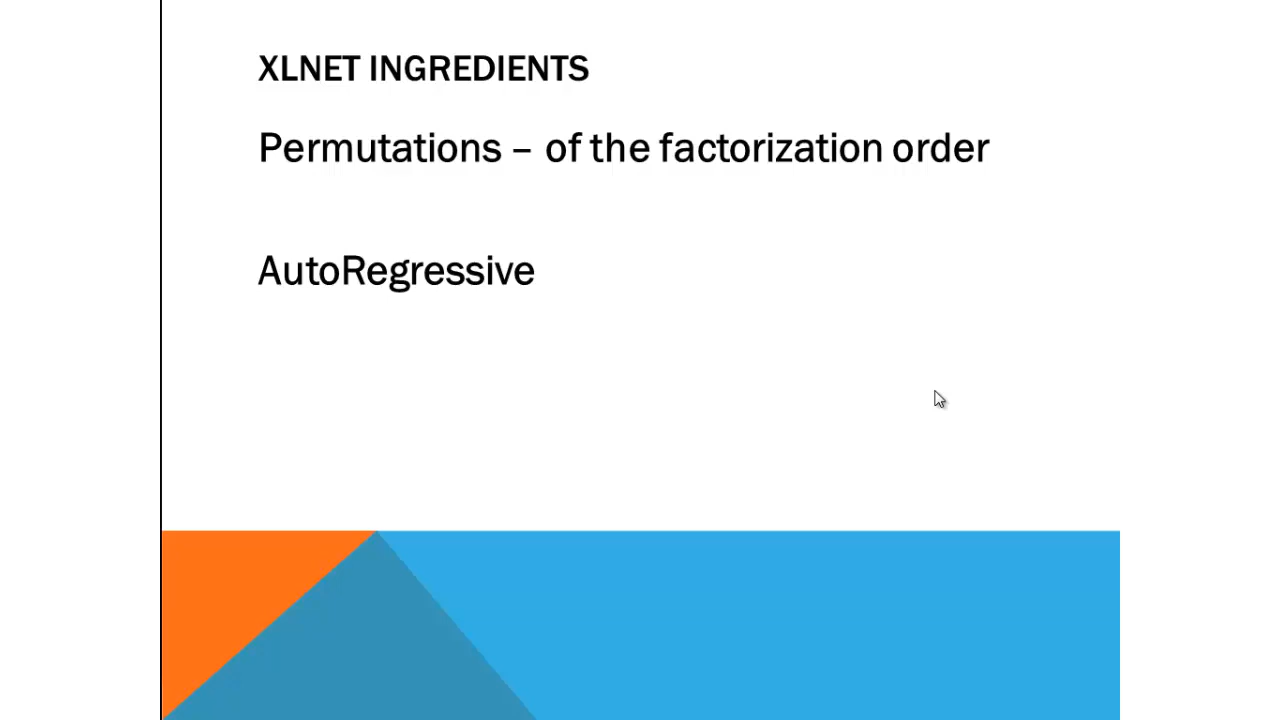 XLNET INGREDIENTS
Permutations – of the factorization order
AutoRegressive